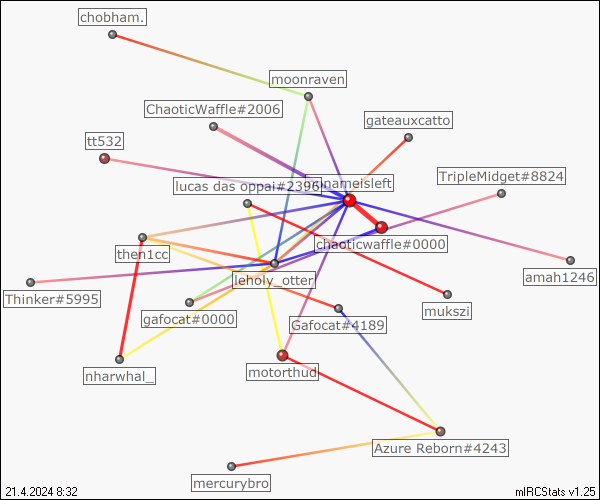 chobham.
moonraven
ChaoticWaffle#2006
gateauxcatto
tt532
TripleMidget#8824
lucas das oppai#2396
nameisleft
chaoticwaffle#0000
then1cc
amah1246
leholy_otter
Thinker#5995
mukszi
gafocat#0000
Gafocat#4189
nharwhal_
motorthud
Azure Reborn#4243
mercurybro
21.4.2024 8:32
mIRCStats v1.25